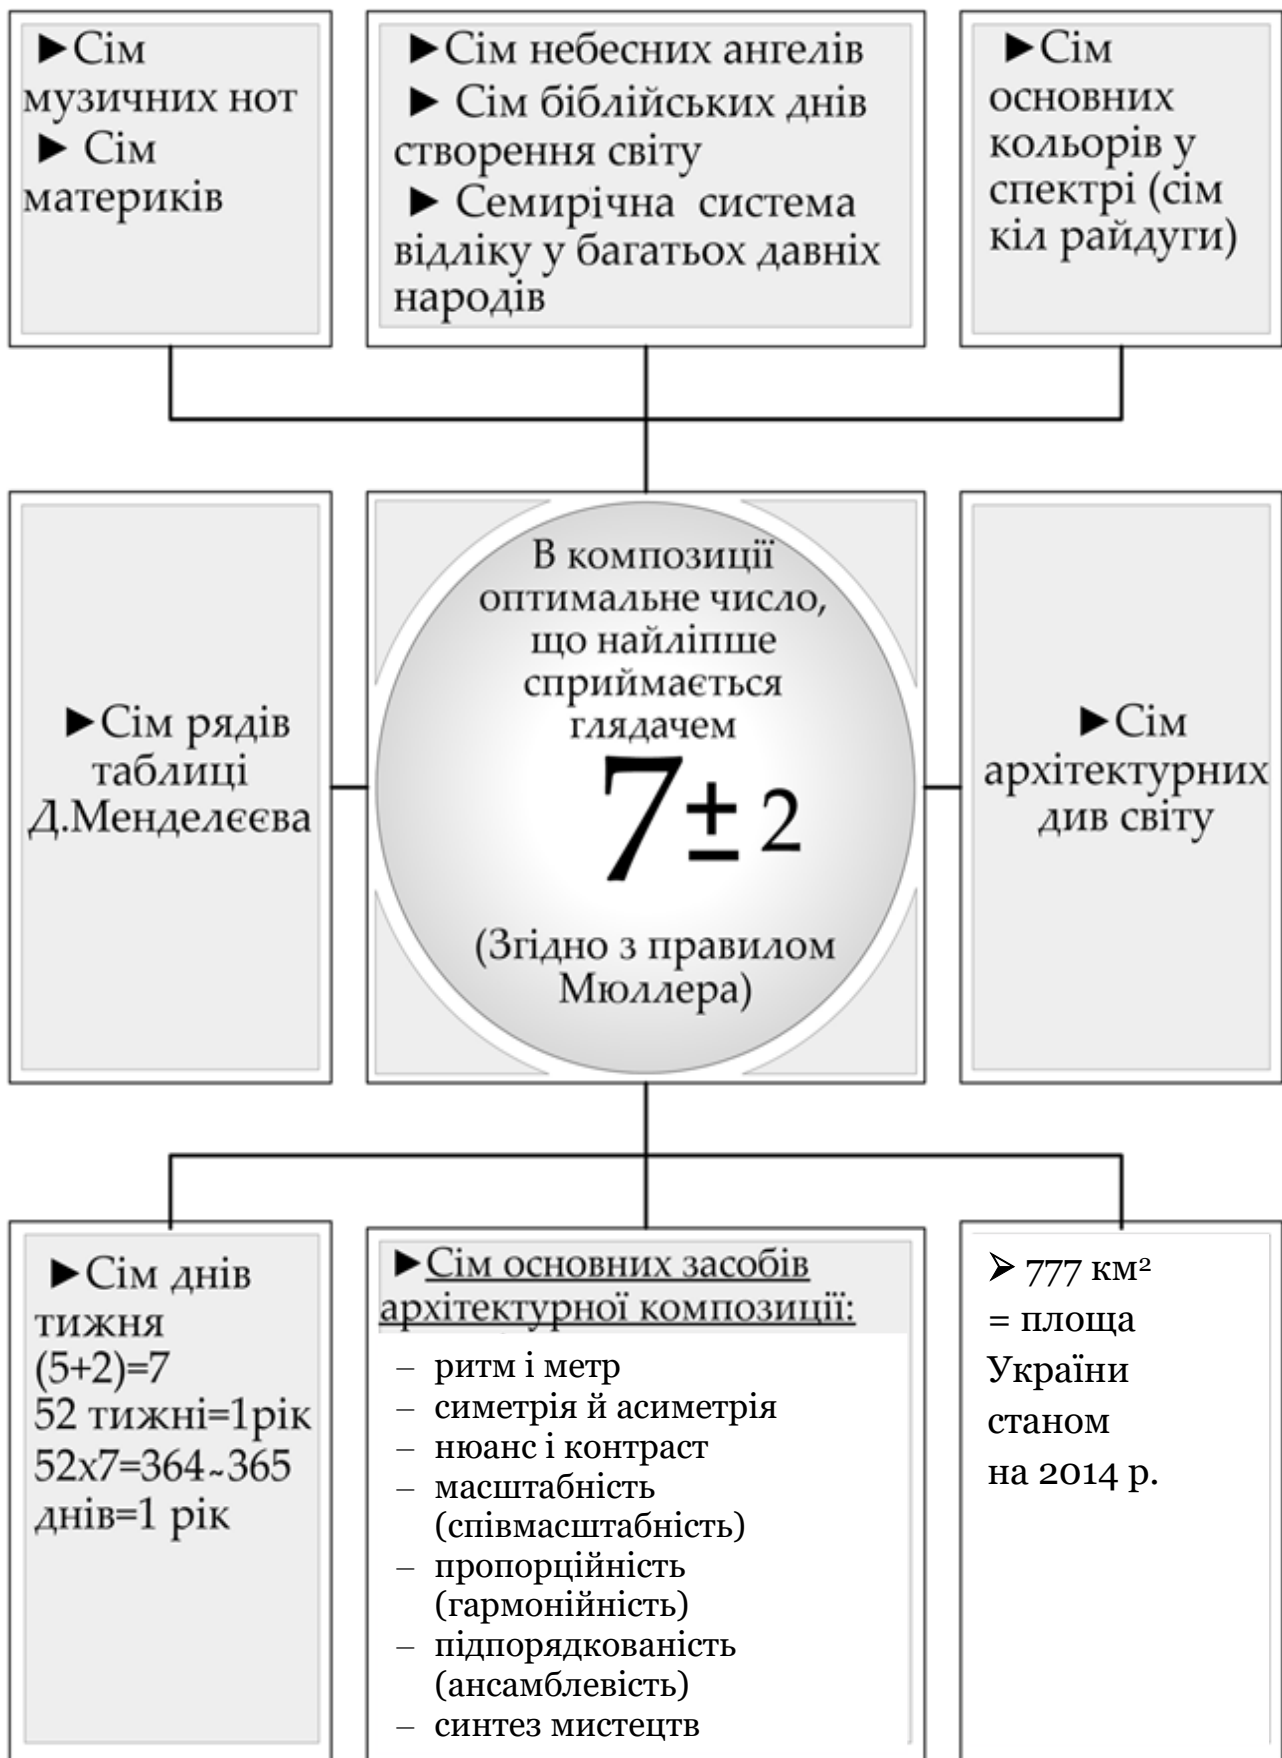 ►Сім
музичних нот
► Сім
материків
►Сім небесних ангелів
► Сім біблійських днів
створення світу
► Семирічна система
відліку у багатьох давніх
народів
►Сім
основних
кольорів у
спектрі (сім
кіл райдуги)
►Сім рядів
таблиці
Д.Менделєєва
В композиції
оптимальне число,
що найліпше
сприймається
глядачем
7± 2
(Згідно з правилом
Мюллера)
►Сім
архітектурних
див світу
►Сім днів
тижня
(5+2)=7
52 тижні=1рік
52х7=364~365
днів=1 рік
►Сім основних засобів
архітектурної композиції:
– ритм і метр
– симетрія й асиметрія
– нюанс і контраст
– масштабність
(співмасштабність)
– пропорційність
(гармонійність)
– підпорядкованість
(ансамблевість)
– синтез мистецтв
➢ 777 км²
= площа
України
станом
на 2014 р.